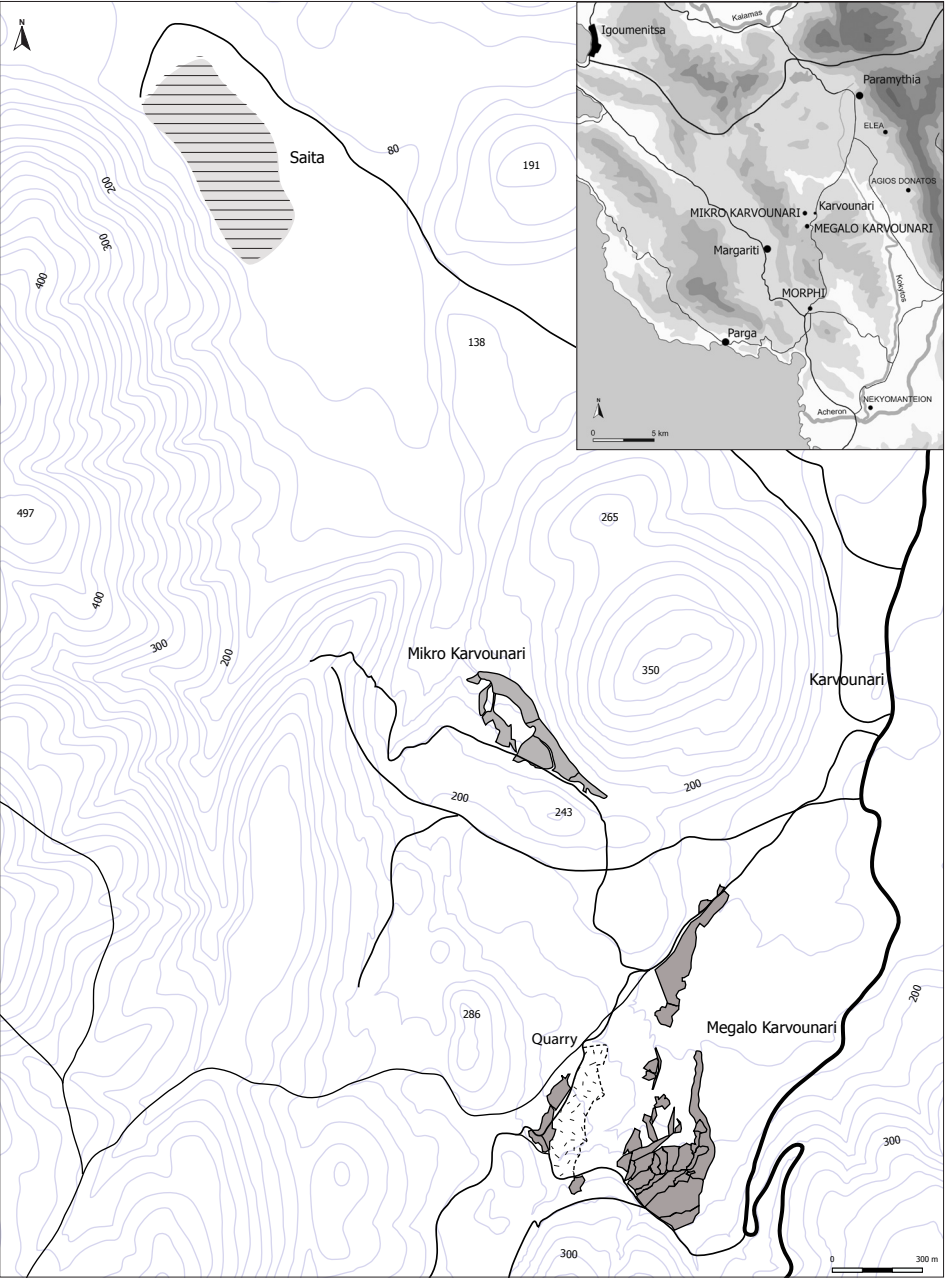 N
Saita
80
191
200
300
400
138
497
265
400
300
200
Mikro Karvounari
350
Karvounari
200
200
243
286
Quarry
Megalo Karvounari
200
300
300
0 300 m
Kalamas
Igoumenitsa
Paramythia
ELEA
AGIOS DONATOS
MIKRO KARVOUNARI
Karvounari
MEGALO KARVOUNARI
Margariti
Kokytos
MORPHI
Parga
NEKYOMANTEION
Acheron
N
0 5 km